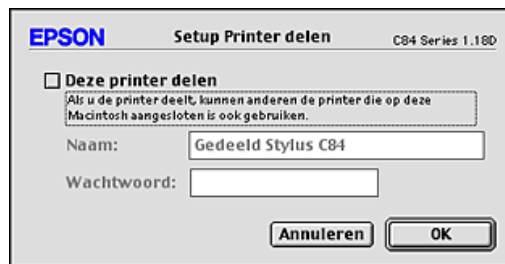 EPSON Setup Printer delen C84 Series 1.18D
Deze printer delen
Als u de printer deelt, kunnen anderen de printer die op deze
Macintosh aangesloten is ook gebruiken.
Naam: Gedeeld Stylus C84
Wachtwoord:
Annuleren OK